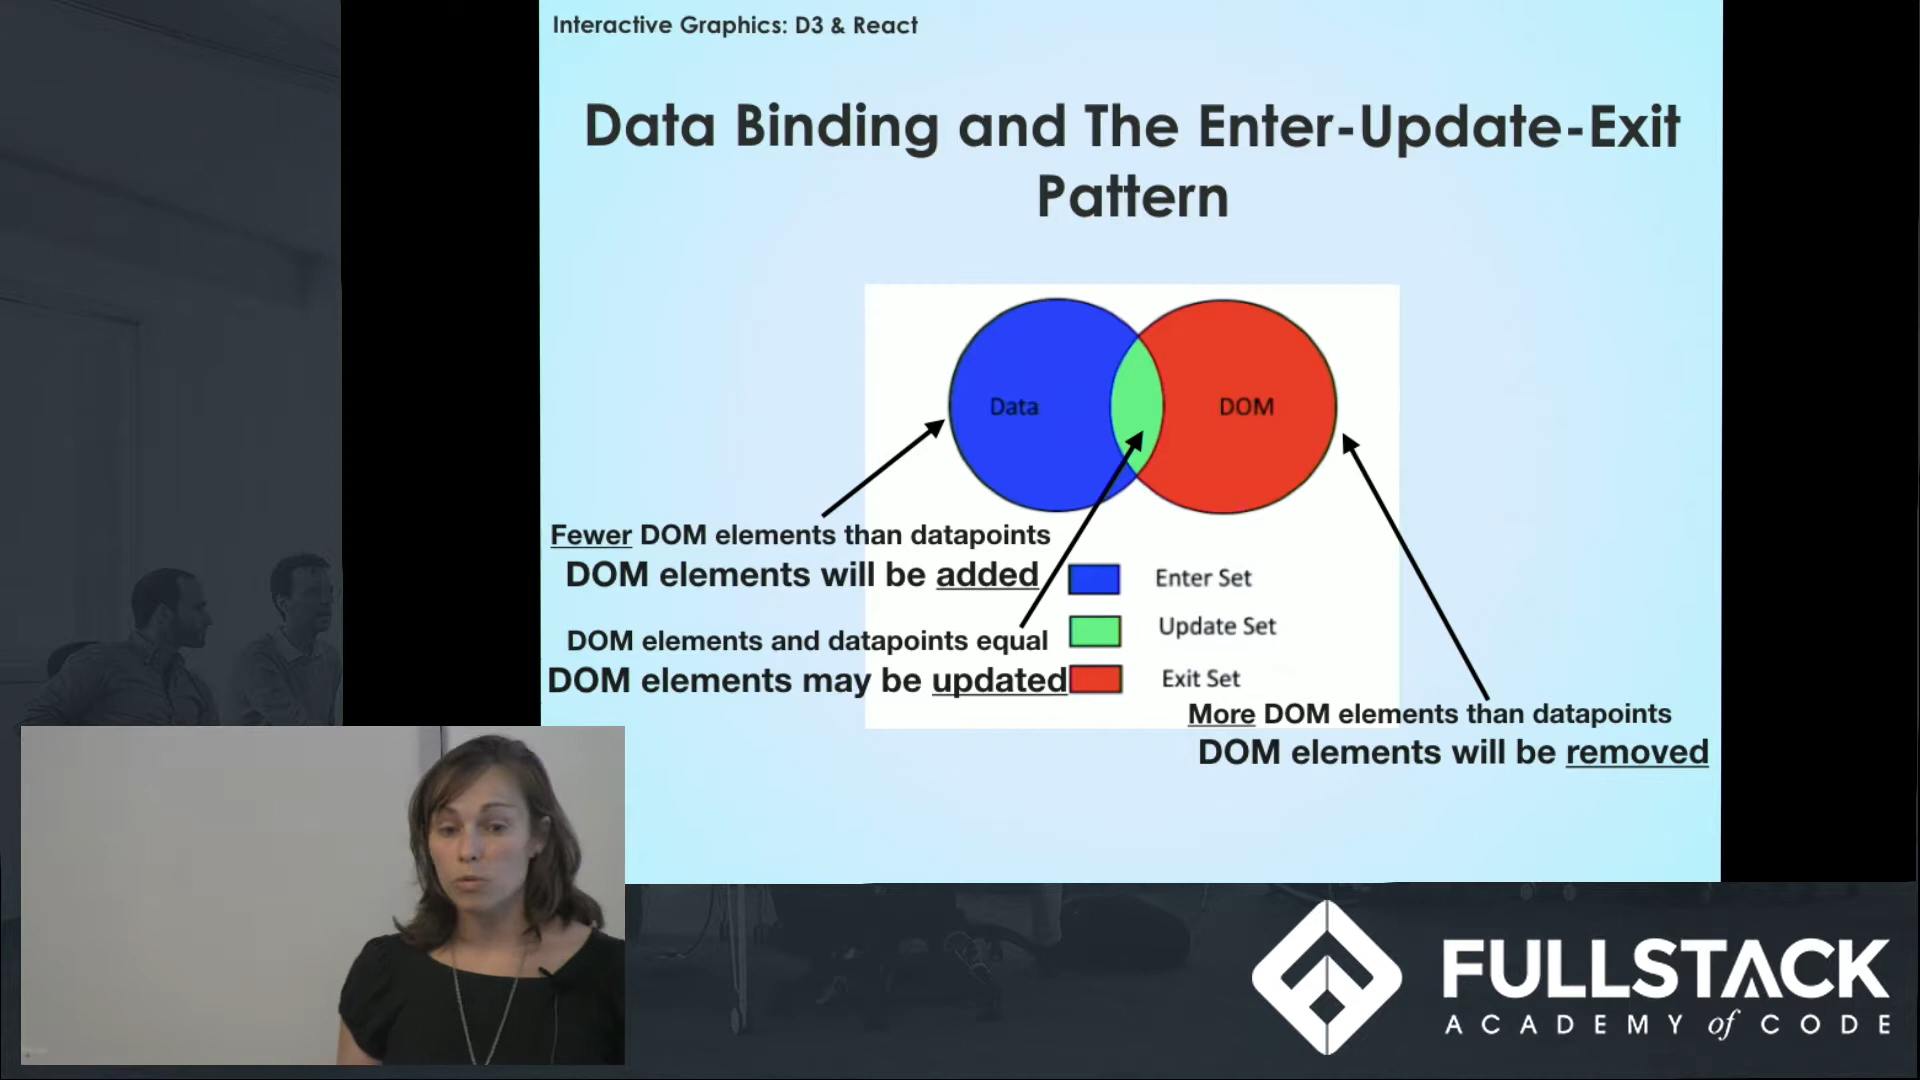 Interactive Graphics: D3 & React
Data Binding and The Enter-Update-Exit
Pattern
Data
DOM
Fewer DOM elements than datapoints
DOM elements will be added
Enter Set
DOM elements and datapoints equal
Update Set
DOM elements may be updated
Exit Set
More DOM elements than datapoints
DOM elements will be removed
FULLSTACK
ACADEMY of CODE